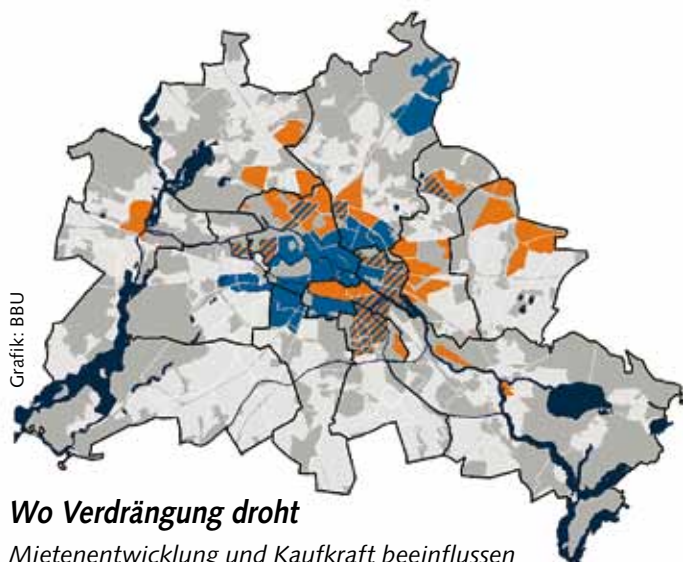 Grafik: BBU
Wo Verdrängung droht
Mietenentwicklung und Kaufkraft beeinflussen